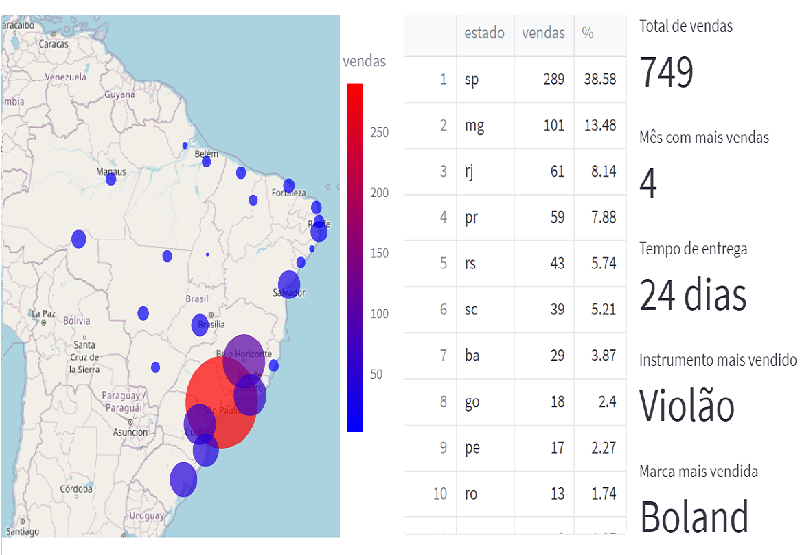 aracaibo
Caracas
Venezuela
Guyana
mbia
Belém
Manaus
Fortaleza
Salvador
Brasil
Brasília
La Paz
Bolivia
Santa
Cruz de
la Sierra
Belo Horizonte
São Paulo
Paraguay /
Paraguái
Asunción
Córdoba
Uruguay
Santiago
vendas
250
200
150
100
50
estado vendas %
1 sp 289 38.58
2 mg 101 13.48
3 rj 61 8.14
4 pr 59 7.88
5 rs 43 5.74
6 sc 39 5.21
7 ba 29 3.87
8 go 18 2.4
9 pe 17 2.27
10 ro 13 1.74
Total de vendas
749
Mês com mais vendas
4
Tempo de entrega
24 dias
Instrumento mais vendido
Violão
Marca mais vendida
Boland